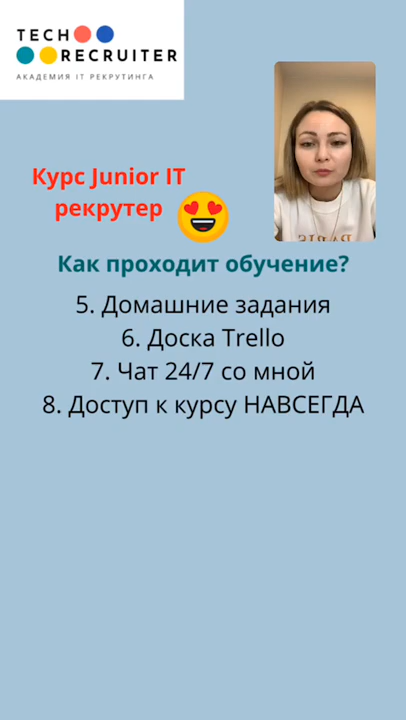 TECH
RECRUITER
АКАДЕМИЯ IT РЕКРУТИНГА
Курс Junior IT
рекрутер
Как проходит обучение?
5. Домашние задания
6. Доска Trello
7. Чат 24/7 со мной
8. Доступ к курсу НАВСЕГДА